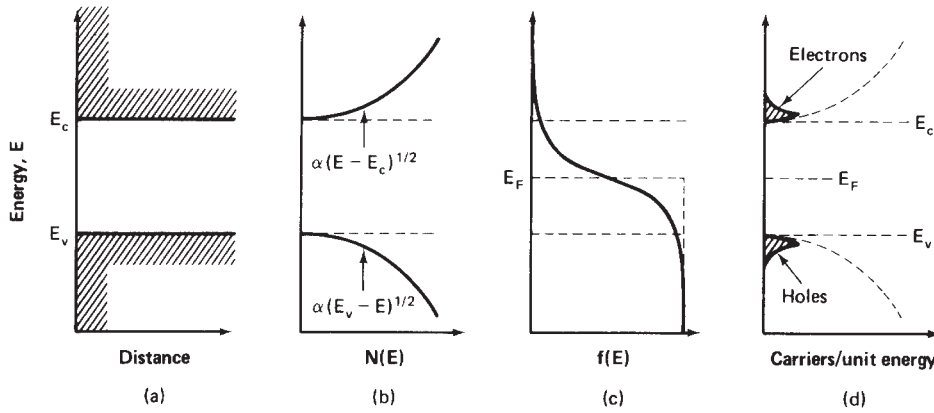 Energy, E
E_c
E_v
Distance
(a)
α(E − E_c)^1/2
α(E_v − E)^1/2
N(E)
(b)
E_F
f(E)
(c)
Electrons
E_c
E_F
E_v
Holes
Carriers/unit energy
(d)